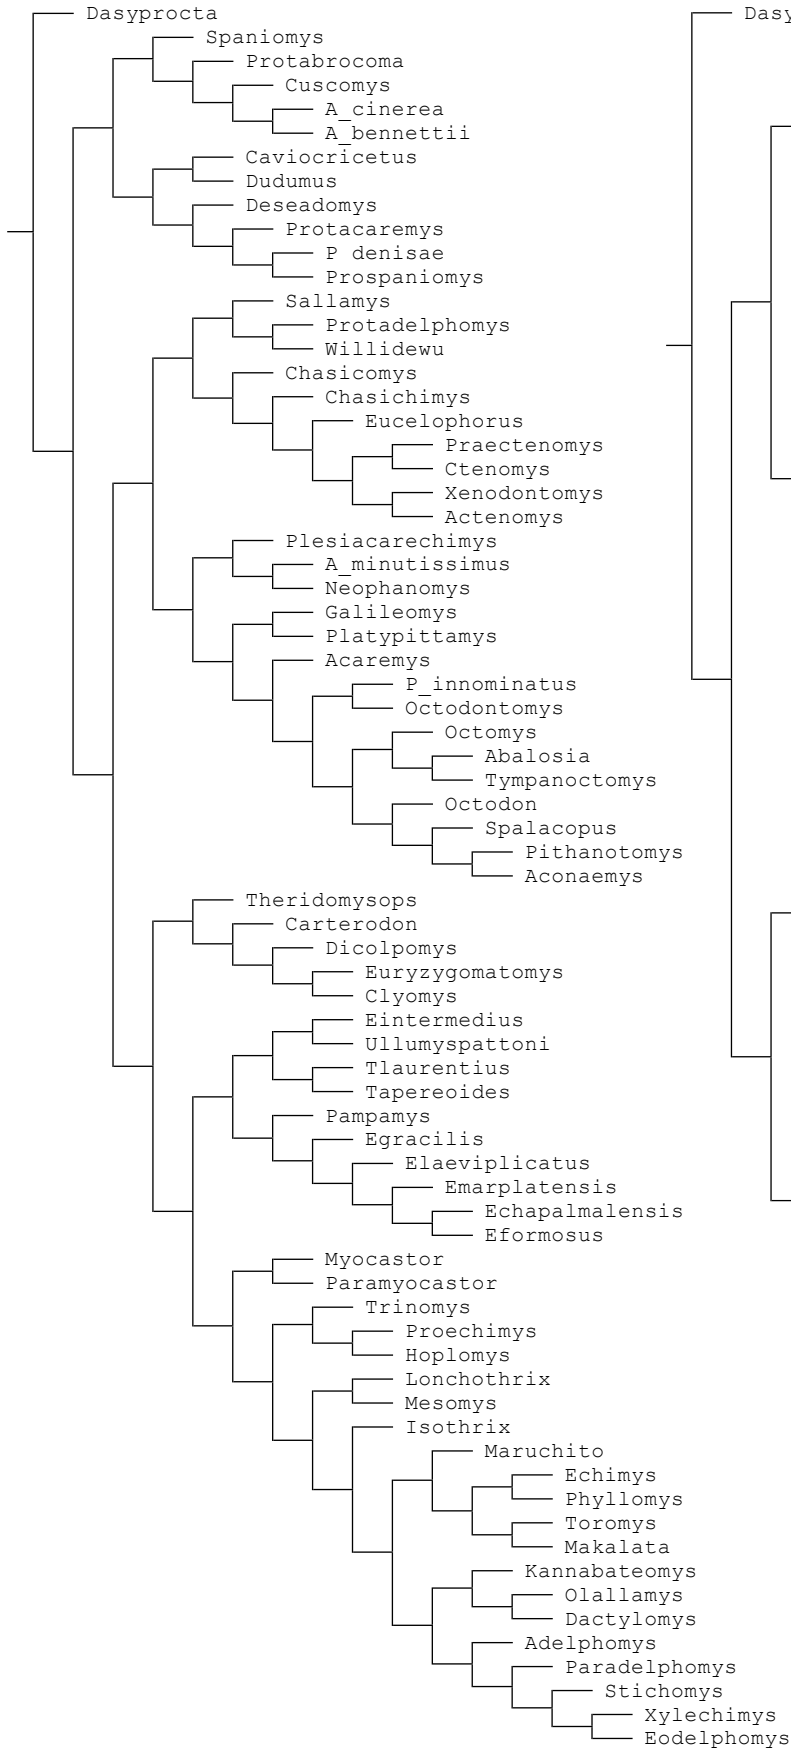 Dasyprocta Dasy
Spaniomys
Protabrocoma
Cuscomys
A_cinerea
A_bennettii
Caviocricetus
Dudumus
Deseadomys
Protacaremys
P denisae
Prospaniomys
Sallamys
Protadelphomys
Willidewu
Chasicomys
Chasichimys
Eucelophorus
Praectenomys
Ctenomys
Xenodontomys
Actenomys
Plesiacarechimys
A_minutissimus
Neophanomys
Galileomys
Platypittamys
Acaremys
P_innominatus
Octodontomys
Octomys
Abalosia
Tympanoctomys
Octodon
Spalacopus
Pithanotomys
Aconaemys
Theridomysops
Carterodon
Dicolpomys
Euryzygomatomys
Clyomys
Eintermedius
Ullumyspattoni
Tlaurentius
Tapereoides
Pampamys
Egracilis
Elaeviplicatus
Emarplatensis
Echapalmalensis
Eformosus
Myocastor
Paramyocastor
Trinomys
Proechimys
Hoplomys
Lonchothrix
Mesomys
Isothrix
Maruchito
Echimys
Phyllomys
Toromys
Makalata
Kannabateomys
Olallamys
Dactylomys
Adelphomys
Paradelphomys
Stichomys
Xylechimys
Eodelphomys